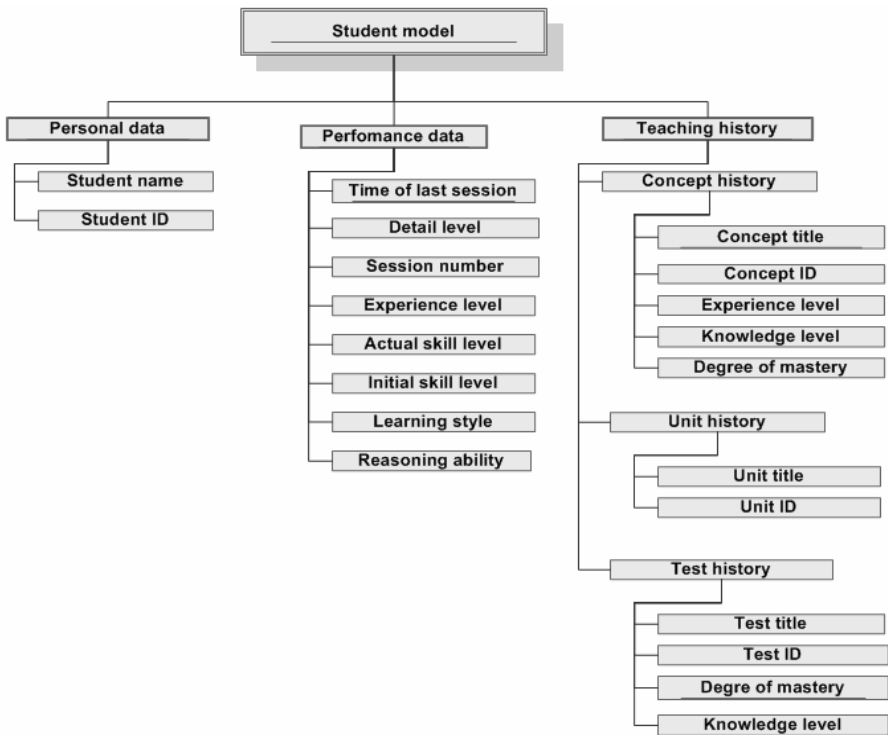 Student model
Personal data
Student name
Student ID
Perfomance data
Time of last session
Detail level
Session number
Experience level
Actual skill level
Initial skill level
Learning style
Reasoning ability
Teaching history
Concept history
Concept title
Concept ID
Experience level
Knowledge level
Degree of mastery
Unit history
Unit title
Unit ID
Test history
Test title
Test ID
Degre of mastery
Knowledge level